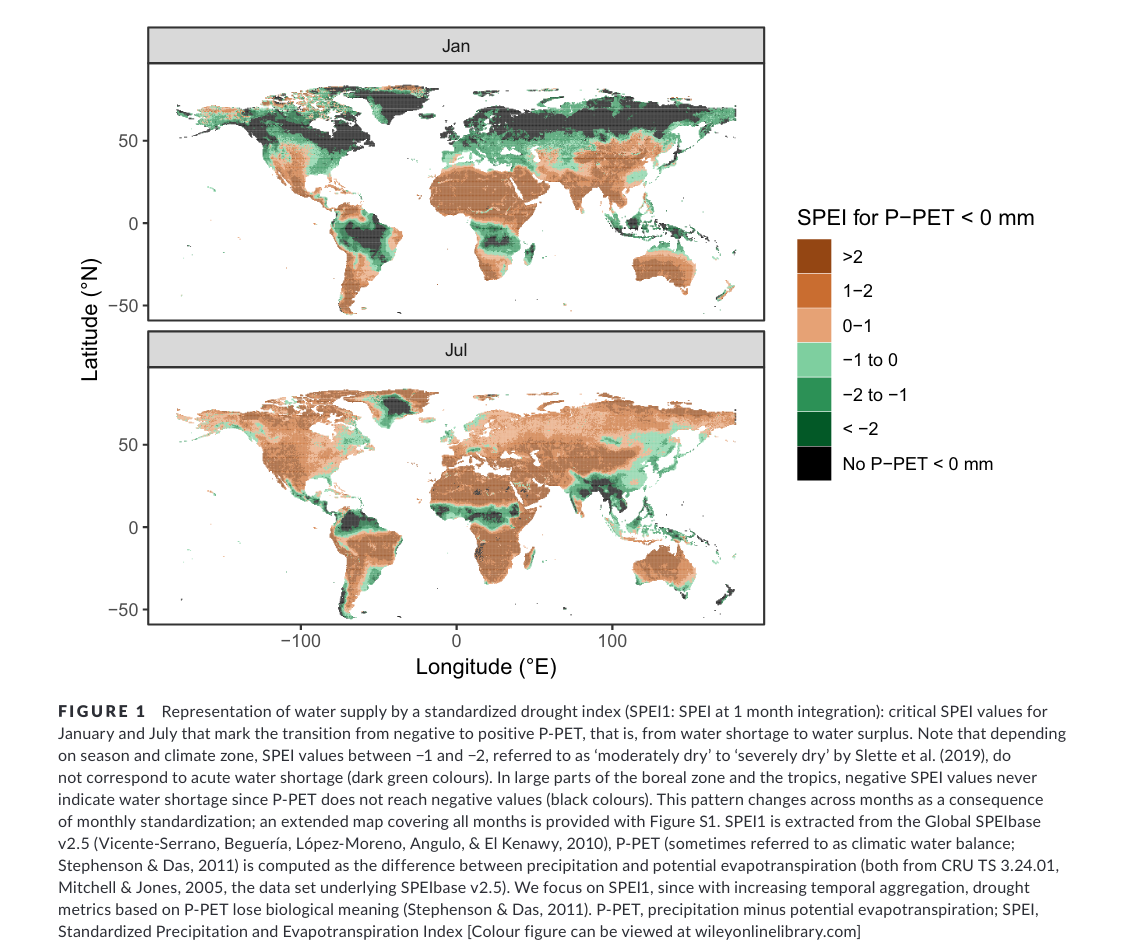 Jan
50
0
−50
Jul
50
0
−50
−100 0 100
Longitude (°E)
Latitude (°N)
SPEI for P−PET < 0 mm
>2
1−2
0−1
−1 to 0
−2 to −1
< −2
No P−PET < 0 mm
FIGURE 1 Representation of water supply by a standardized drought index (SPEI1: SPEI at 1 month integration): critical SPEI values for
January and July that mark the transition from negative to positive P-PET, that is, from water shortage to water surplus. Note that depending
on season and climate zone, SPEI values between −1 and −2, referred to as ‘moderately dry’ to ‘severely dry’ by Slette et al. (2019), do
not correspond to acute water shortage (dark green colours). In large parts of the boreal zone and the tropics, negative SPEI values never
indicate water shortage since P-PET does not reach negative values (black colours). This pattern changes across months as a consequence
of monthly standardization; an extended map covering all months is provided with Figure S1. SPEI1 is extracted from the Global SPEIbase
v2.5 (Vicente-Serrano, Beguería, López-Moreno, Angulo, & El Kenawy, 2010), P-PET (sometimes referred to as climatic water balance;
Stephenson & Das, 2011) is computed as the difference between precipitation and potential evapotranspiration (both from CRU TS 3.24.01,
Mitchell & Jones, 2005, the data set underlying SPEIbase v2.5). We focus on SPEI1, since with increasing temporal aggregation, drought
metrics based on P-PET lose biological meaning (Stephenson & Das, 2011). P-PET, precipitation minus potential evapotranspiration; SPEI,
Standardized Precipitation and Evapotranspiration Index [Colour figure can be viewed at wileyonlinelibrary.com]